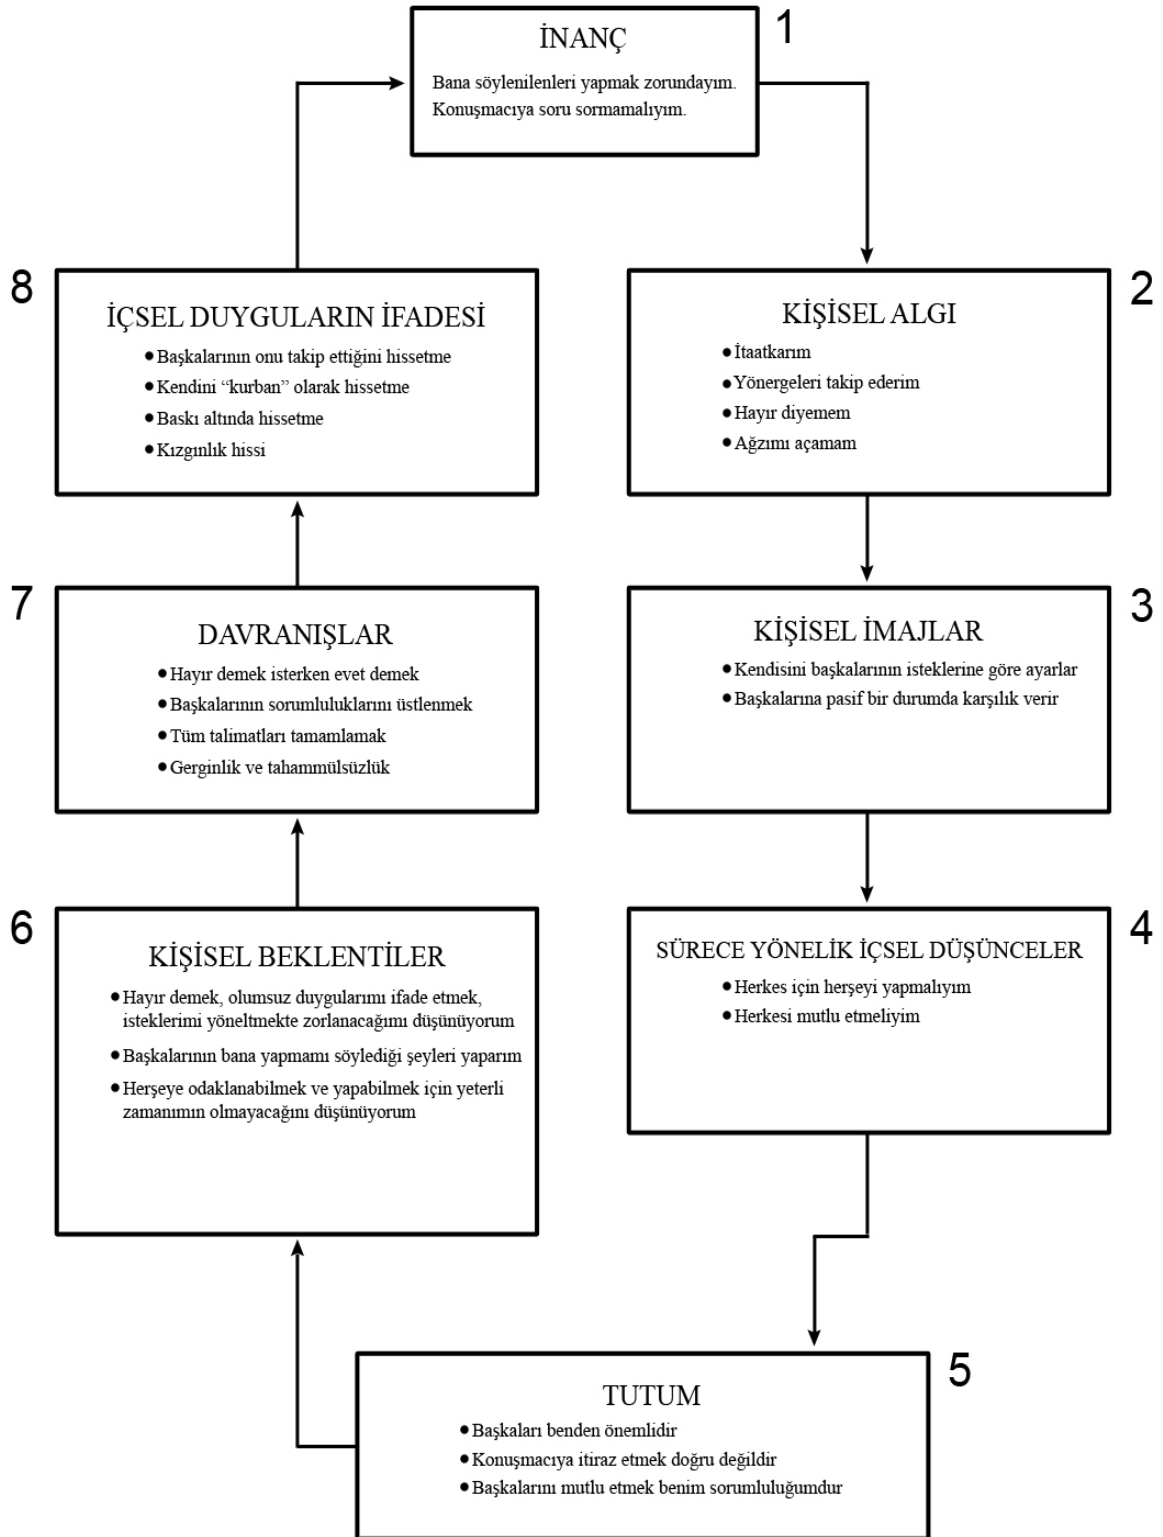 1
İNANÇ
Bana söylenilenleri yapmak zorundayım.
Konuşmacıya soru sormamalıyım.
2
KİŞİSEL ALGI
● İtaatkarım
● Yönergeleri takip ederim
● Hayır diyemem
● Ağzımı açamam
3
KİŞİSEL İMAJLAR
● Kendisini başkalarının isteklerine göre ayarlar
● Başkalarına pasif bir durumda karşılık verir
4
SÜRECE YÖNELİK İÇSEL DÜŞÜNCELER
● Herkes için herşeyi yapmalıyım
● Herkesi mutlu etmeliyim
5
TUTUM
● Başkaları benden önemlidir
● Konuşmacıya itiraz etmek doğru değildir
● Başkalarını mutlu etmek benim sorumluluğumdur
6
KİŞİSEL BEKLENTİLER
● Hayır demek, olumsuz duygularımı ifade etmek,
isteklerimi yöneltmekte zorlanacağımı düşünüyorum
● Başkalarının bana yapmamı söylediği şeyleri yaparım
● Herşeye odaklanabilmek ve yapabilmek için yeterli
zamanımın olmayacağını düşünüyorum
7
DAVRANIŞLAR
● Hayır demek isterken evet demek
● Başkalarının sorumluluklarını üstlenmek
● Tüm talimatları tamamlamak
● Gerginlik ve tahammülsüzlük
8
İÇSEL DUYGULARIN İFADESİ
● Başkalarının onu takip ettiğini hissetme
● Kendini “kurban” olarak hissetme
● Baskı altında hissetme
● Kızgınlık hissi